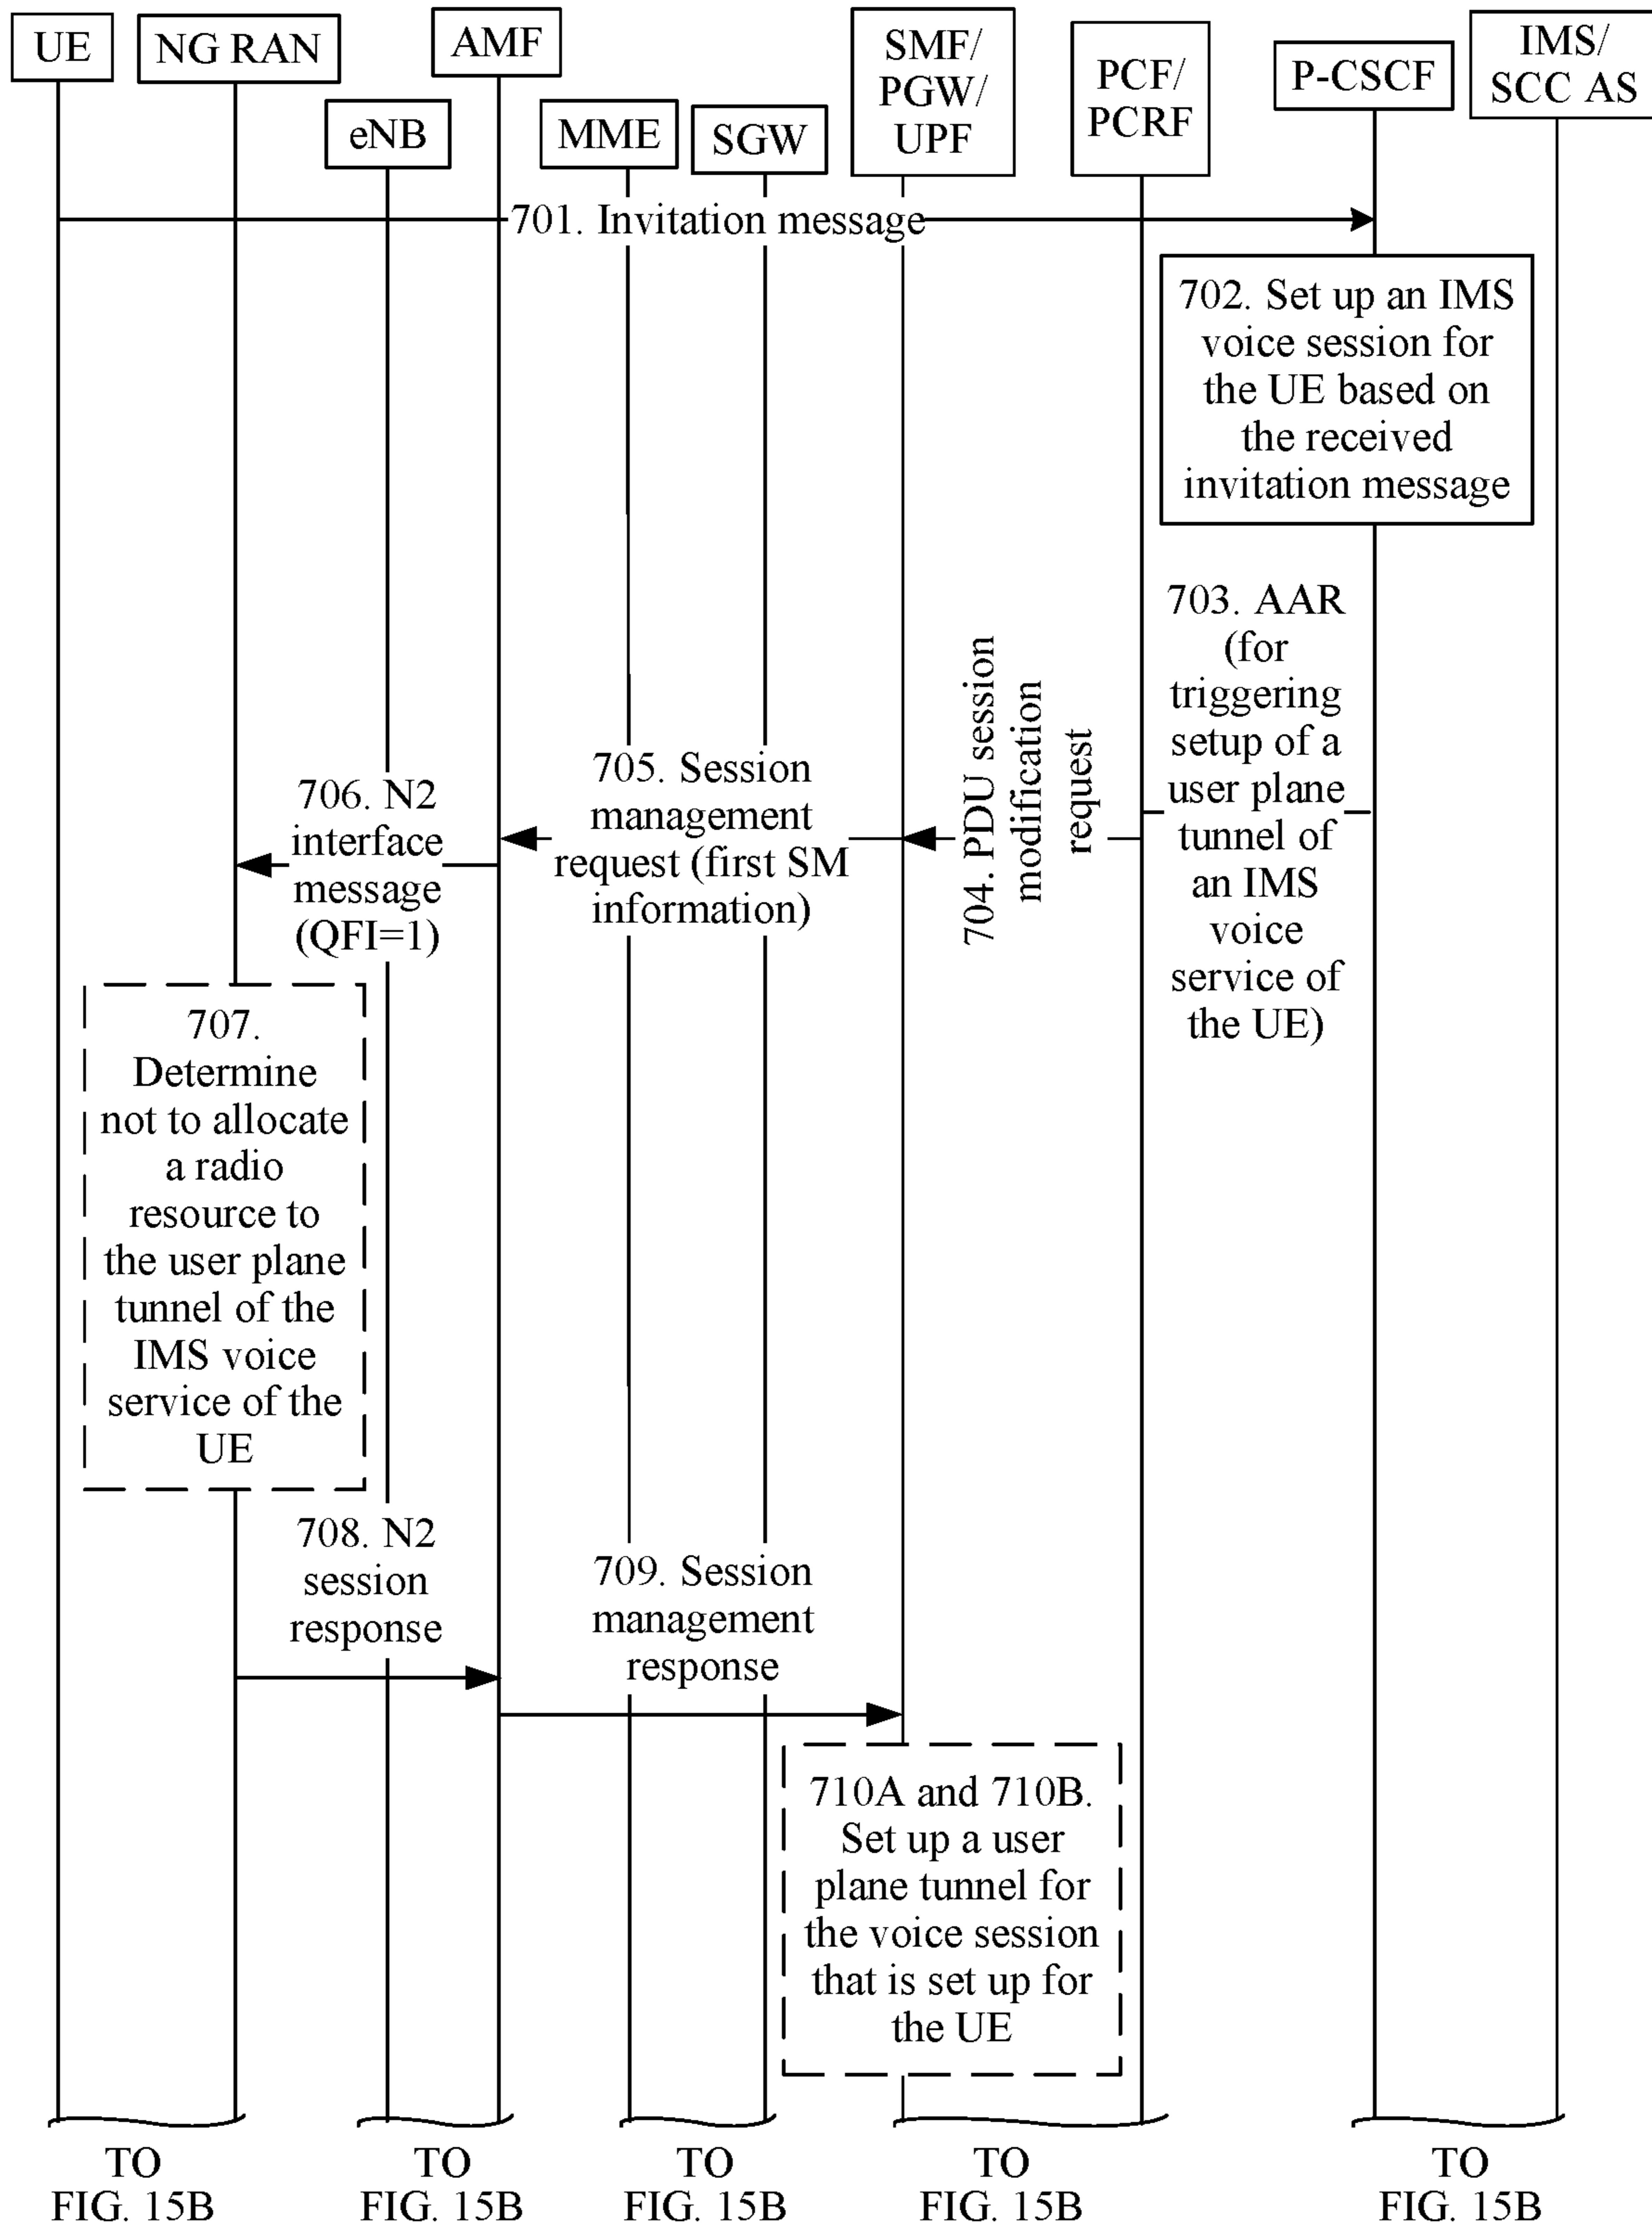 UE
NG RAN
eNB
AMF
MME
SGW
SMF/
PGW/
UPF
PCF/
PCRF
P-CSCF
IMS/
SCC AS
701. Invitation message
702. Set up an IMS
voice session for
the UE based on
the received
invitation message
703. AAR
(for
triggering
setup of a
user plane
tunnel of
an IMS
voice
service of
the UE)
704. PDU session
modification
request
705. Session
management
request (first SM
information)
706. N2
interface
message
(QFI=1)
707.
Determine
not to allocate
a radio
resource to
the user plane
tunnel of the
IMS voice
service of the
UE
708. N2
session
response
709. Session
management
response
710A and 710B.
Set up a user
plane tunnel for
the voice session
that is set up for
the UE
TO
FIG. 15B
TO
FIG. 15B
TO
FIG. 15B
TO
FIG. 15B
TO
FIG. 15B